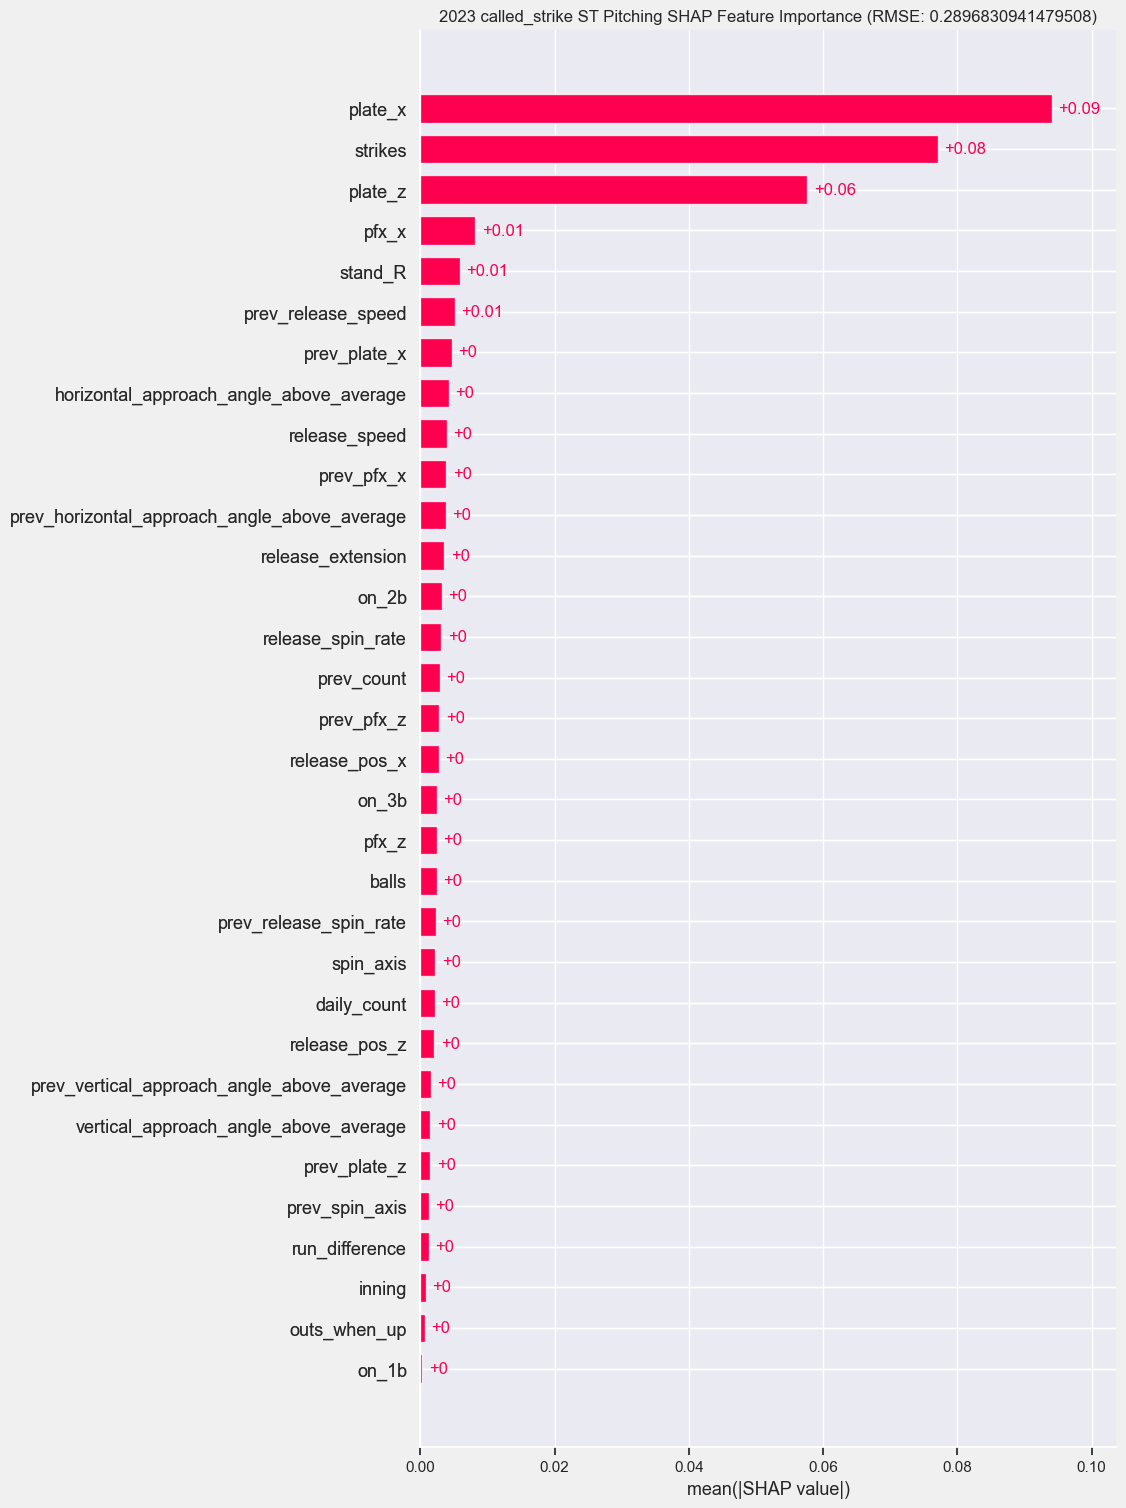 2023 called_strike ST Pitching SHAP Feature Importance (RMSE: 0.2896830941479508)
plate_x +0.09
strikes +0.08
plate_z +0.06
pfx_x +0.01
stand_R +0.01
prev_release_speed +0.01
prev_plate_x +0
horizontal_approach_angle_above_average +0
release_speed +0
prev_pfx_x +0
prev_horizontal_approach_angle_above_average +0
release_extension +0
on_2b +0
release_spin_rate +0
prev_count +0
prev_pfx_z +0
release_pos_x +0
on_3b +0
pfx_z +0
balls +0
prev_release_spin_rate +0
spin_axis +0
daily_count +0
release_pos_z +0
prev_vertical_approach_angle_above_average +0
vertical_approach_angle_above_average +0
prev_plate_z +0
prev_spin_axis +0
run_difference +0
inning +0
outs_when_up +0
on_1b +0
0.00 0.02 0.04 0.06 0.08 0.10
mean(|SHAP value|)